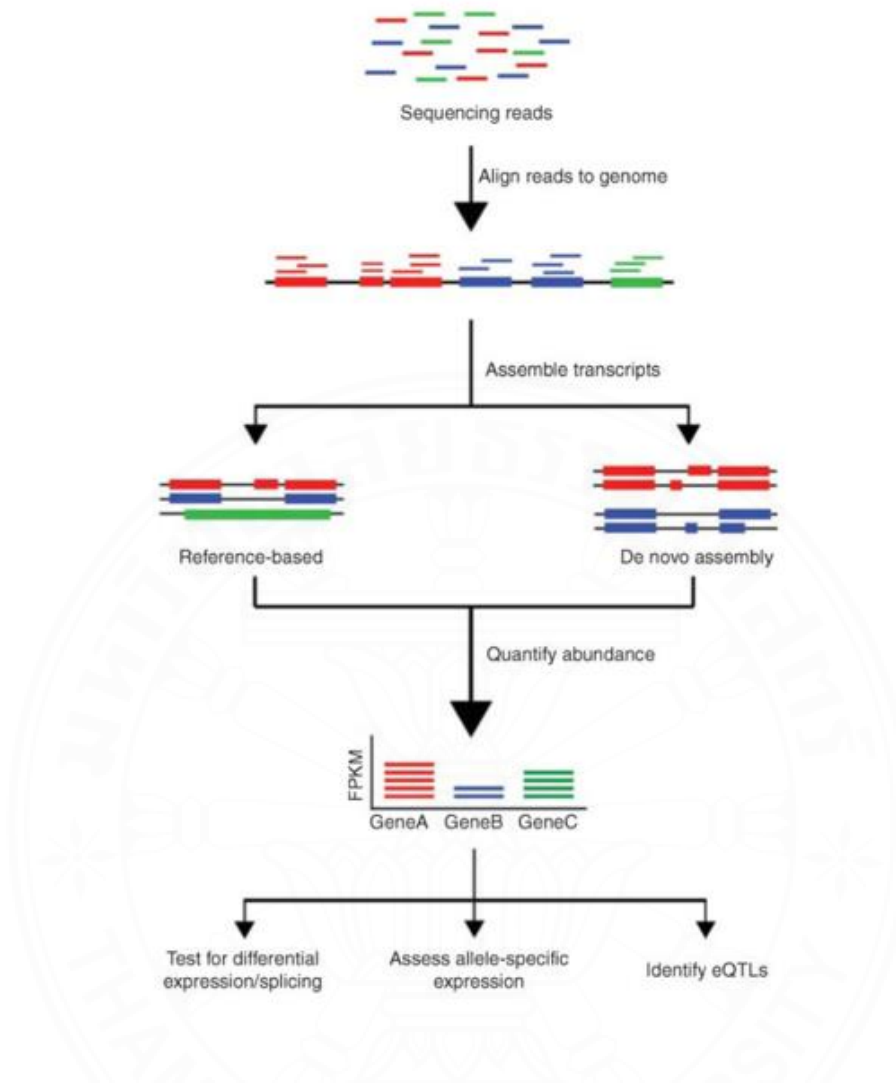 Sequencing reads
Align reads to genome
Assemble transcripts
Reference-based
De novo assembly
Quantify abundance
FPKM
GeneA GeneB GeneC
Test for differential
expression/splicing
Assess allele-specific
expression
Identify eQTLs